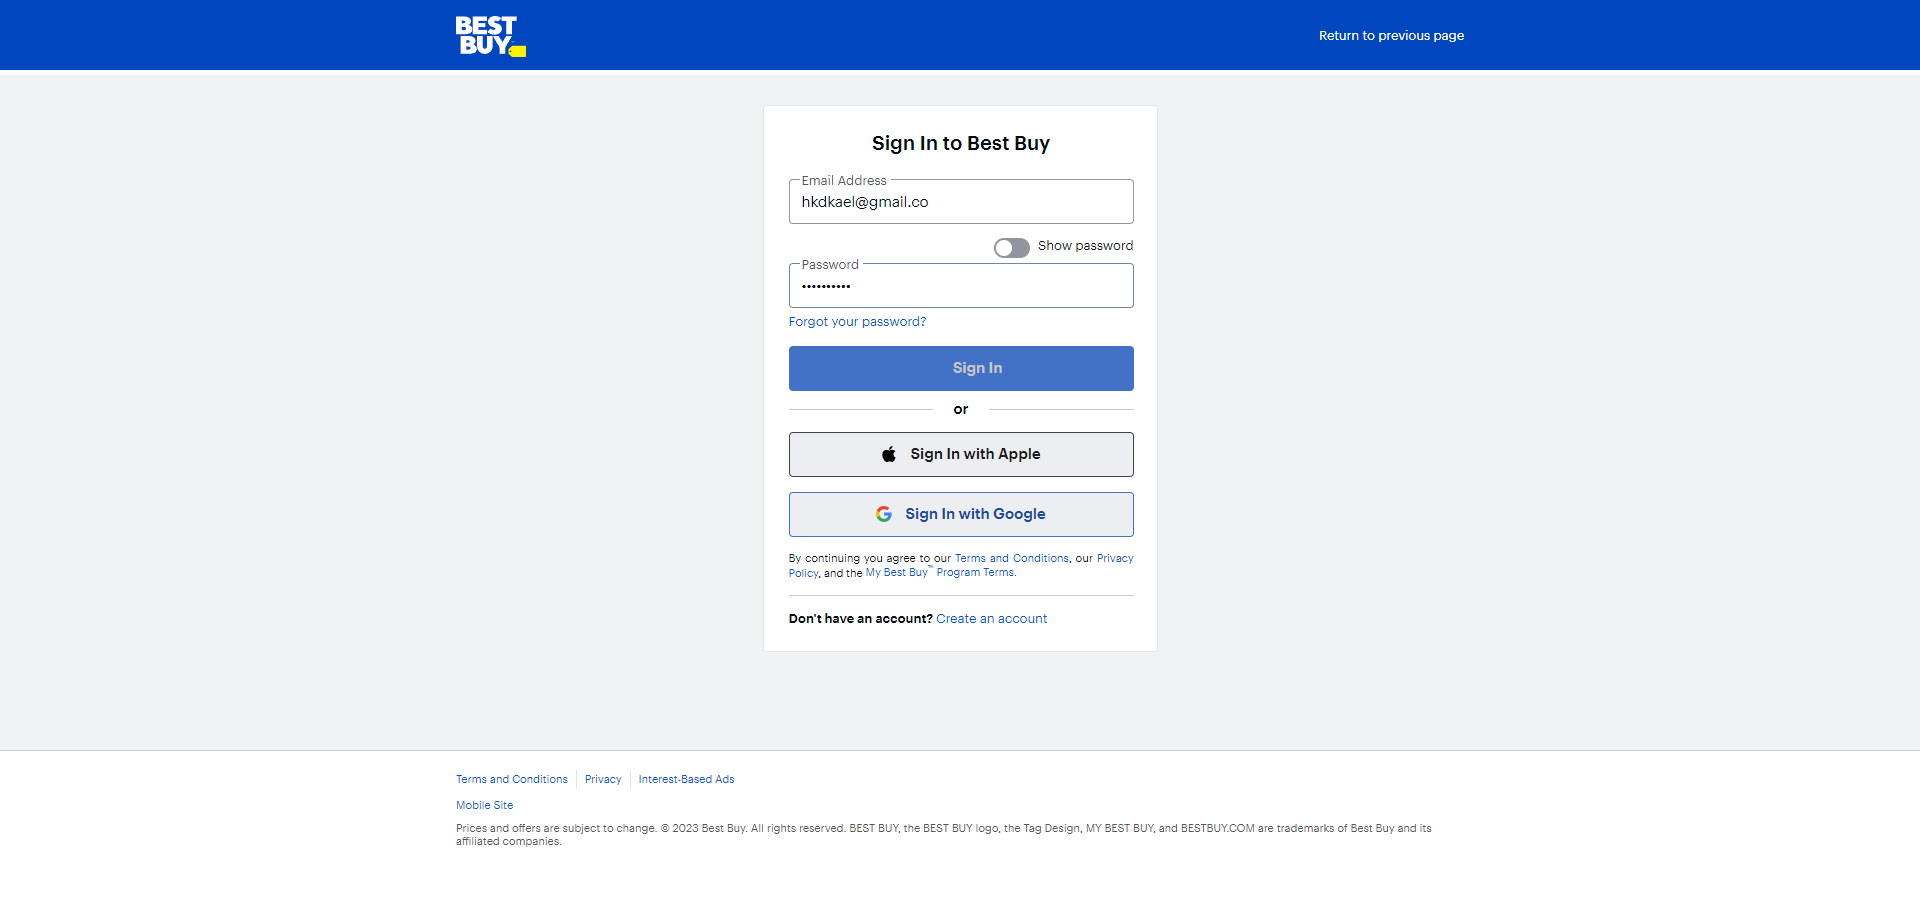 BEST
BUY
Return to previous page
Sign In to Best Buy
Email Address
hkdkael@gmail.co
Show password
Password
••••••••••
Forgot your password?
Sign In
or
Sign In with Apple
Sign In with Google
By continuing you agree to our Terms and Conditions, our Privacy
Policy, and the My Best Buy™ Program Terms.
Don't have an account? Create an account
Terms and Conditions
Privacy
Interest-Based Ads
Mobile Site
Prices and offers are subject to change. © 2023 Best Buy. All rights reserved. BEST BUY, the BEST BUY logo, the Tag Design, MY BEST BUY, and BESTBUY.COM are trademarks of Best Buy and its
affiliated companies.